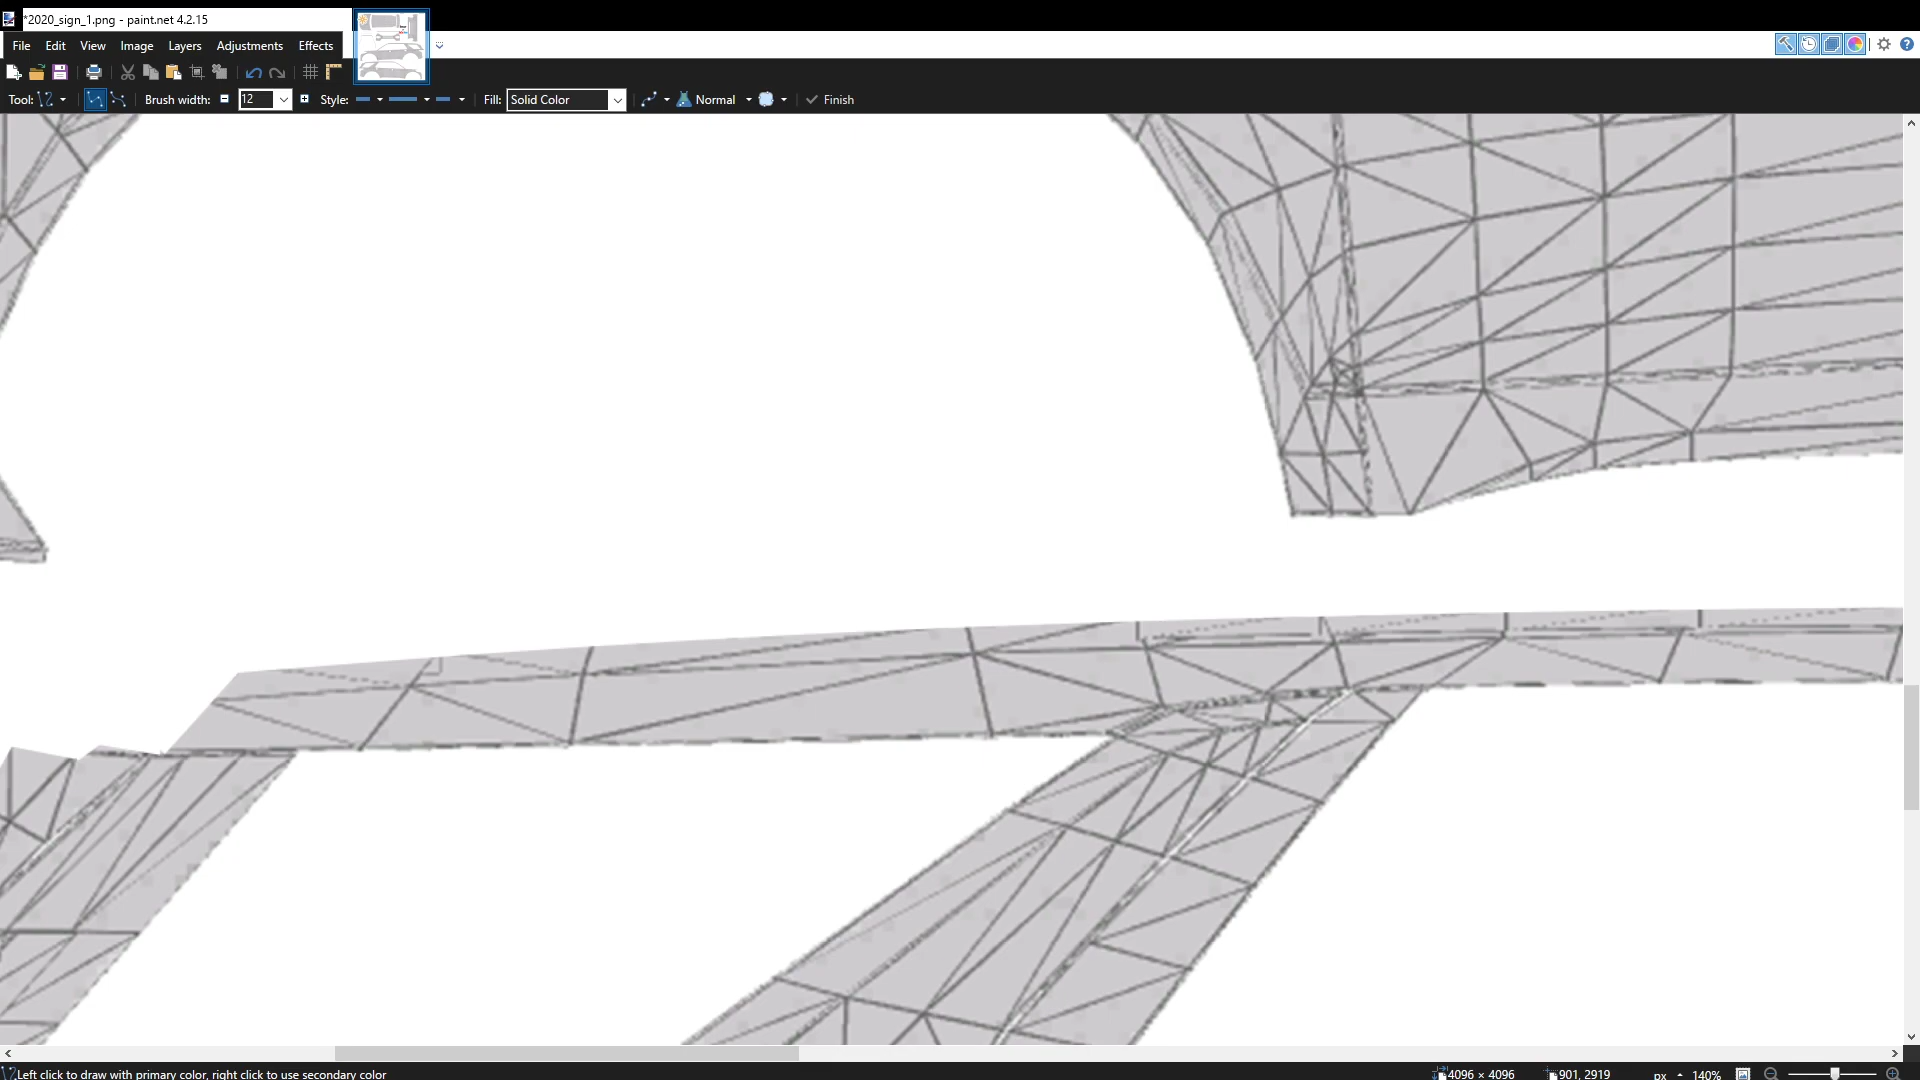 *2020_sign_1.png - paint.net 4.2.15
File Edit View Image Layers Adjustments Effects
Tool: Brush width: 12 Style: Fill: Solid Color Normal Finish
Left click to draw with primary color, right click to use secondary color 4096 × 4096 901, 2919 px 140%